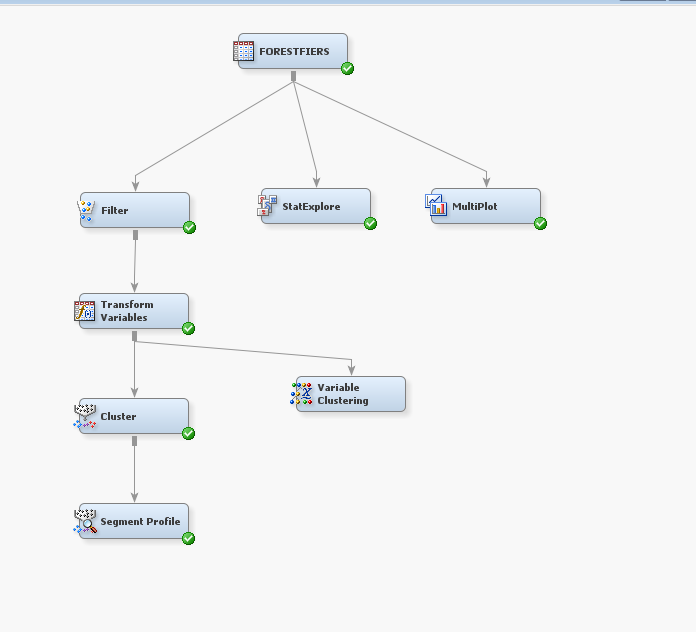 FORESTFIERS
Filter
StatExplore
MultiPlot
Transform
Variables
Variable
Clustering
Cluster
Segment Profile